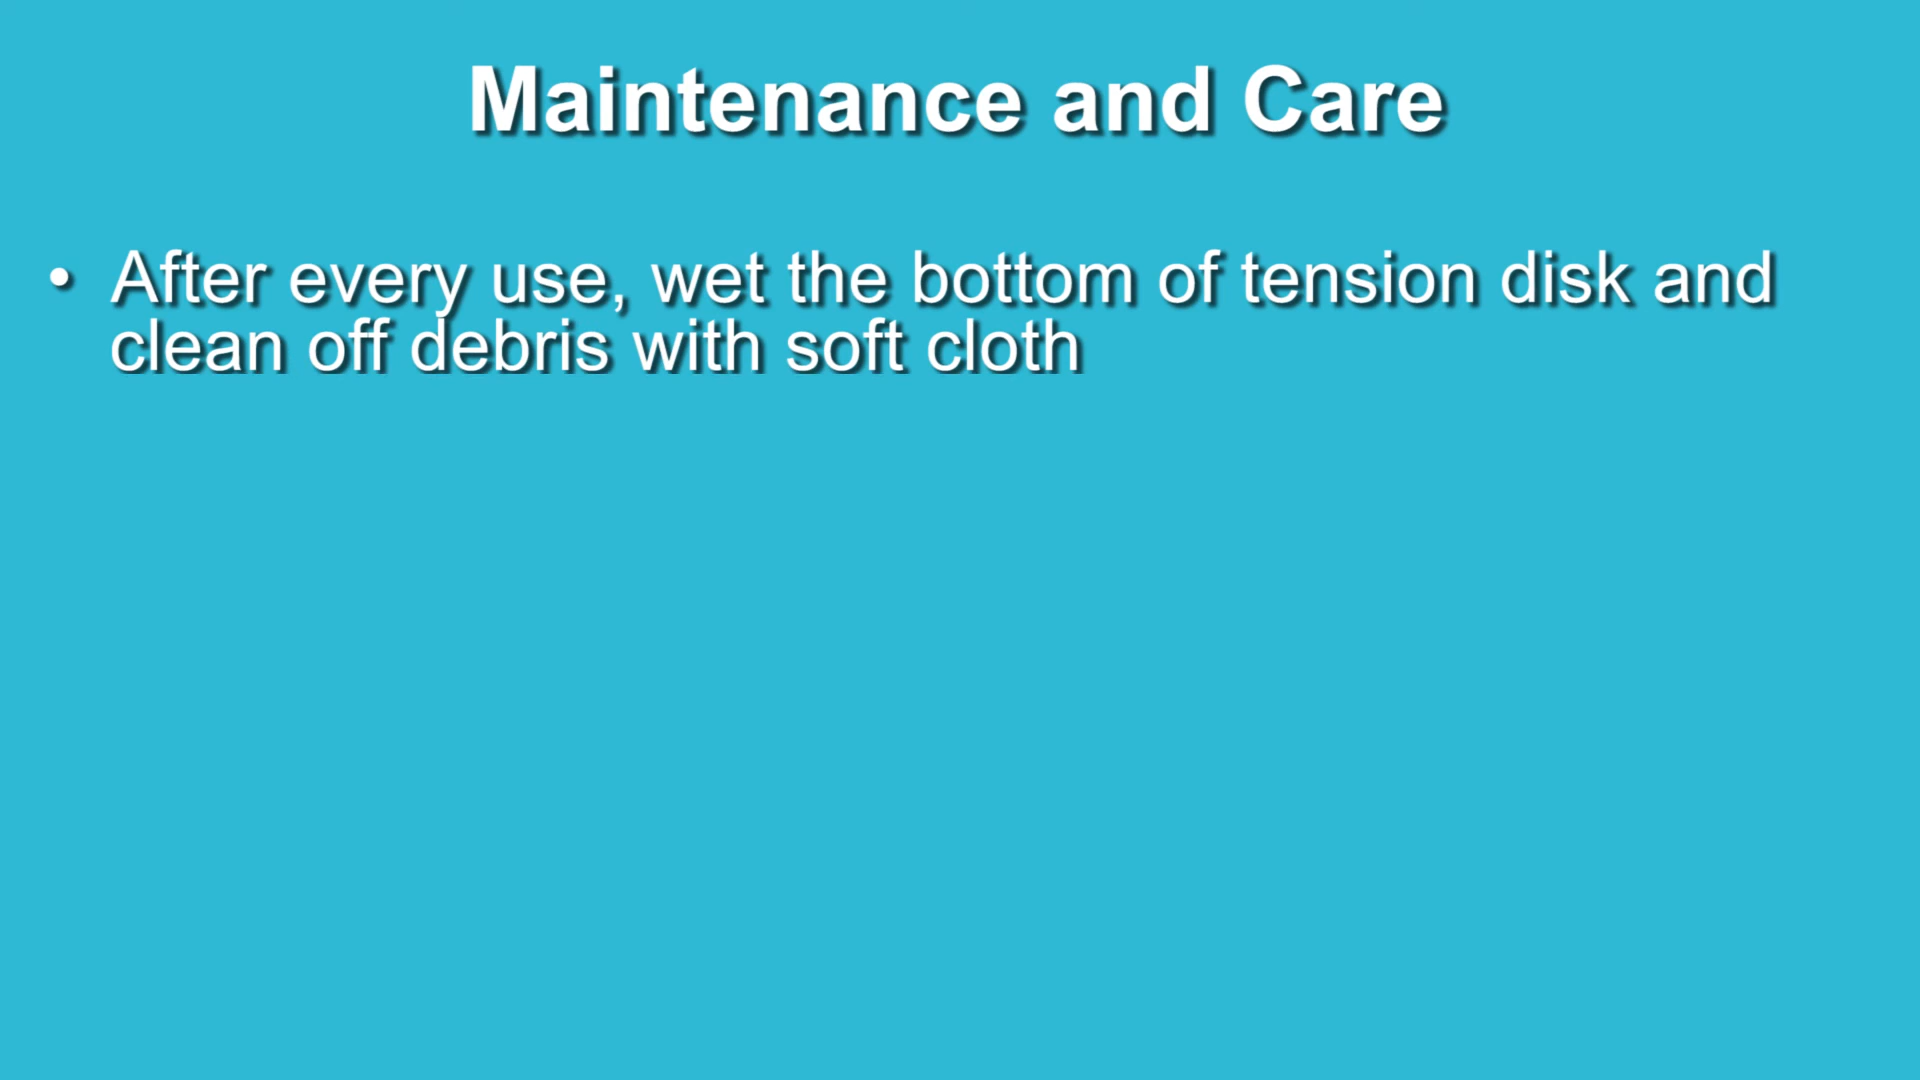 Maintenance and Care
• After every use, wet the bottom of tension disk and
clean off debris with soft cloth